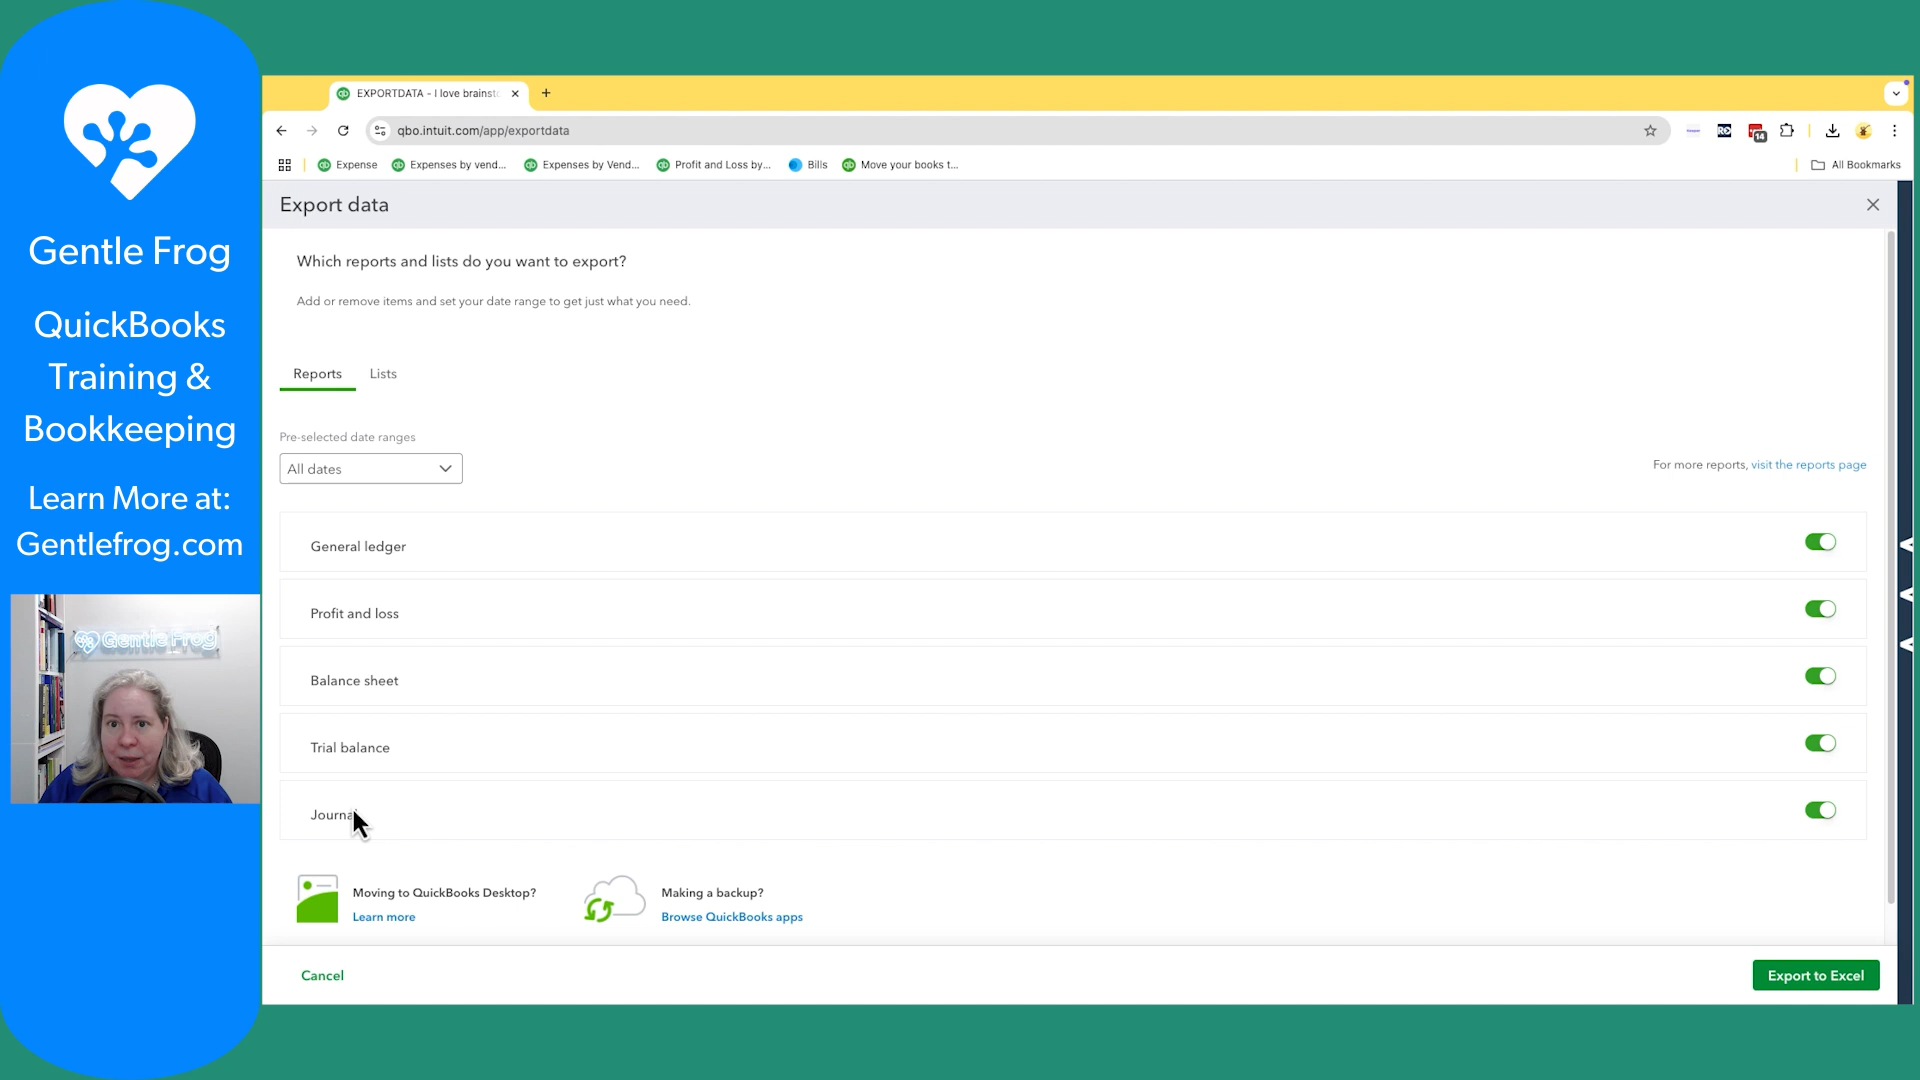 Gentle Frog
QuickBooks
Training &
Bookkeeping
Learn More at:
Gentlefrog.com
Gentle Frog
EXPORTDATA - I love brainsto
qbo.intuit.com/app/exportdata
14
Expense
Expenses by vend...
Expenses by Vend...
Profit and Loss by...
Bills
Move your books t...
All Bookmarks
Export data
Which reports and lists do you want to export?
Add or remove items and set your date range to get just what you need.
Reports
Lists
Pre-selected date ranges
All dates
For more reports, visit the reports page
General ledger
Profit and loss
Balance sheet
Trial balance
Journal
Moving to QuickBooks Desktop?
Learn more
Making a backup?
Browse QuickBooks apps
Cancel
Export to Excel